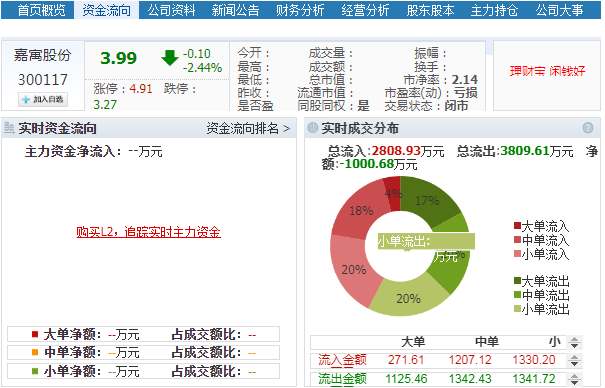 首页概览 资金流向 公司资料 新闻公告 财务分析 经营分析 股东股本 主力持仓 公司大事
嘉寓股份
300117
加入自选
3.99
-0.10
-2.44%
涨停：4.91 跌停：
3.27
今开： 成交量： 振幅：
最高： 成交额： 换手：
最低： 总市值： 市净率：2.14
昨收： 流通市值： 市盈率(动)：亏损
是否盈 同股同权：是 交易状态：闭市
理财宝 闲钱好
实时资金流向 资金流向排名 >
主力资金净流入：--万元
购买L2，追踪实时主力资金
大单净额：--万元 占成交额比：--
中单净额：--万元 占成交额比：--
小单净额：--万元 占成交额比：--
实时成交分布
总流入:2808.93万元 总流出:3809.61万元 净
额:-1000.68万元
4%
17%
18%
小单流出:
万元
20%
20%
大单流入
中单流入
小单流入
大单流出
中单流出
小单流出
大单 中单 小
流入金额 271.61 1207.12 1330.20
流出金额 1125.46 1342.43 1341.72